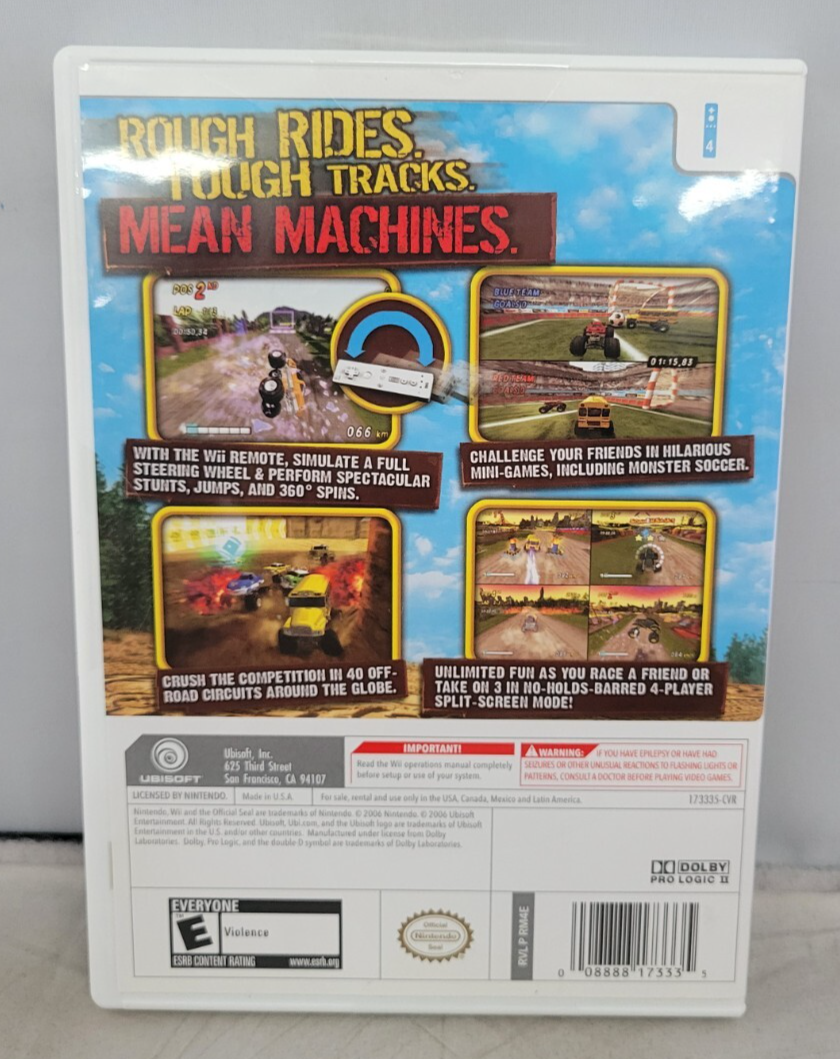 4
ROUGH RIDES.
TOUGH TRACKS.
MEAN MACHINES.
POS 2ND
LAP
066 km
BLUE TEAM
01:15,83
RED TEAM
WITH THE Wii REMOTE, SIMULATE A FULL
STEERING WHEEL & PERFORM SPECTACULAR
STUNTS, JUMPS, AND 360° SPINS.
CHALLENGE YOUR FRIENDS IN HILARIOUS
MINI-GAMES, INCLUDING MONSTER SOCCER.
CRUSH THE COMPETITION IN 40 OFF-
ROAD CIRCUITS AROUND THE GLOBE.
UNLIMITED FUN AS YOU RACE A FRIEND OR
TAKE ON 3 IN NO-HOLDS-BARRED 4-PLAYER
SPLIT-SCREEN MODE!
UBISOFT
Ubisoft, Inc.
625 Third Street
San Francisco, CA 94107
IMPORTANT!
Read the Wii operations manual completely
before setup or use of your system.
WARNING: IF YOU HAVE EPILEPSY OR HAVE HAD
SEIZURES OR OTHER UNUSUAL REACTIONS TO FLASHING LIGHTS OR
PATTERNS, CONSULT A DOCTOR BEFORE PLAYING VIDEO GAMES.
LICENSED BY NINTENDO.
Made in U.S.A.
For sale, rental and use only in the USA, Canada, Mexico and Latin America.
173335-CVR
Nintendo, Wii and the Official Seal are trademarks of Nintendo. © 2006 Nintendo. © 2006 Ubisoft
Entertainment. All Rights Reserved. Ubisoft, Ubi.com, and the Ubisoft logo are trademarks of Ubisoft
Entertainment in the U.S. and/or other countries. Manufactured under license from Dolby
Laboratories. Dolby, Pro Logic, and the double-D symbol are trademarks of Dolby Laboratories.
DOLBY
PRO LOGIC II
EVERYONE
E
Violence
ESRB CONTENT RATING www.esrb.org
Official
Nintendo
Seal
RVL P RM4E
0 08888 17333 5